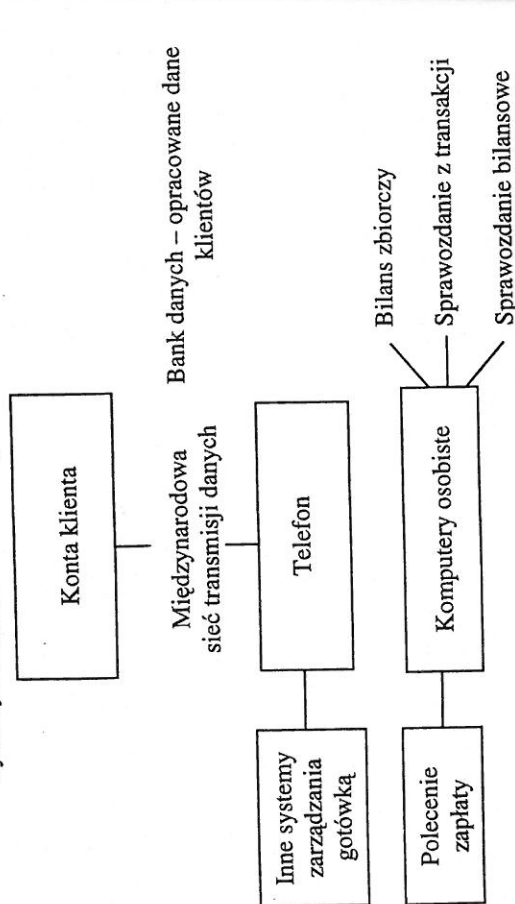 Konta klienta
Międzynarodowa
sieć transmisji danych
Bank danych – opracowane dane
klientów
Inne systemy
zarządzania
gotówką
Telefon
Polecenie
zapłaty
Komputery osobiste
Bilans zbiorczy
Sprawozdanie z transakcji
Sprawozdanie bilansowe